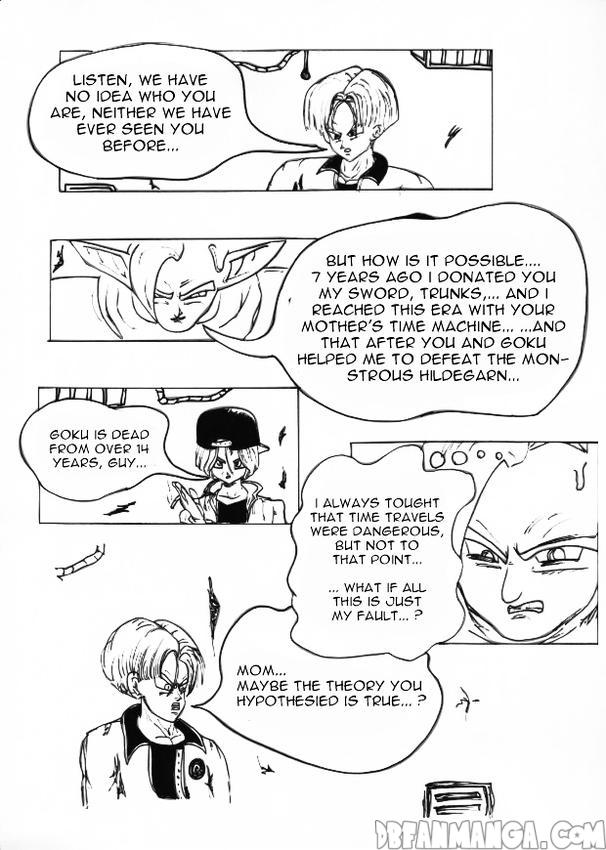 LISTEN, WE HAVE
NO IDEA WHO YOU
ARE, NEITHER WE HAVE
EVER SEEN YOU
BEFORE...
BUT HOW IS IT POSSIBLE....
7 YEARS AGO I DONATED YOU
MY SWORD, TRUNKS,... AND I
REACHED THIS ERA WITH YOUR
MOTHER'S TIME MACHINE... ...AND
THAT AFTER YOU AND GOKU
HELPED ME TO DEFEAT THE MON-
STROUS HILDEGARN...
GOKU IS DEAD
FROM OVER 14
YEARS, GUY...
I ALWAYS TOUGHT
THAT TIME TRAVELS
WERE DANGEROUS,
BUT NOT TO
THAT POINT...
... WHAT IF ALL
THIS IS JUST
MY FAULT... ?
MOM...
MAYBE THE THEORY YOU
HYPOTHESIED IS TRUE... ?
DBFANMANGA.COM